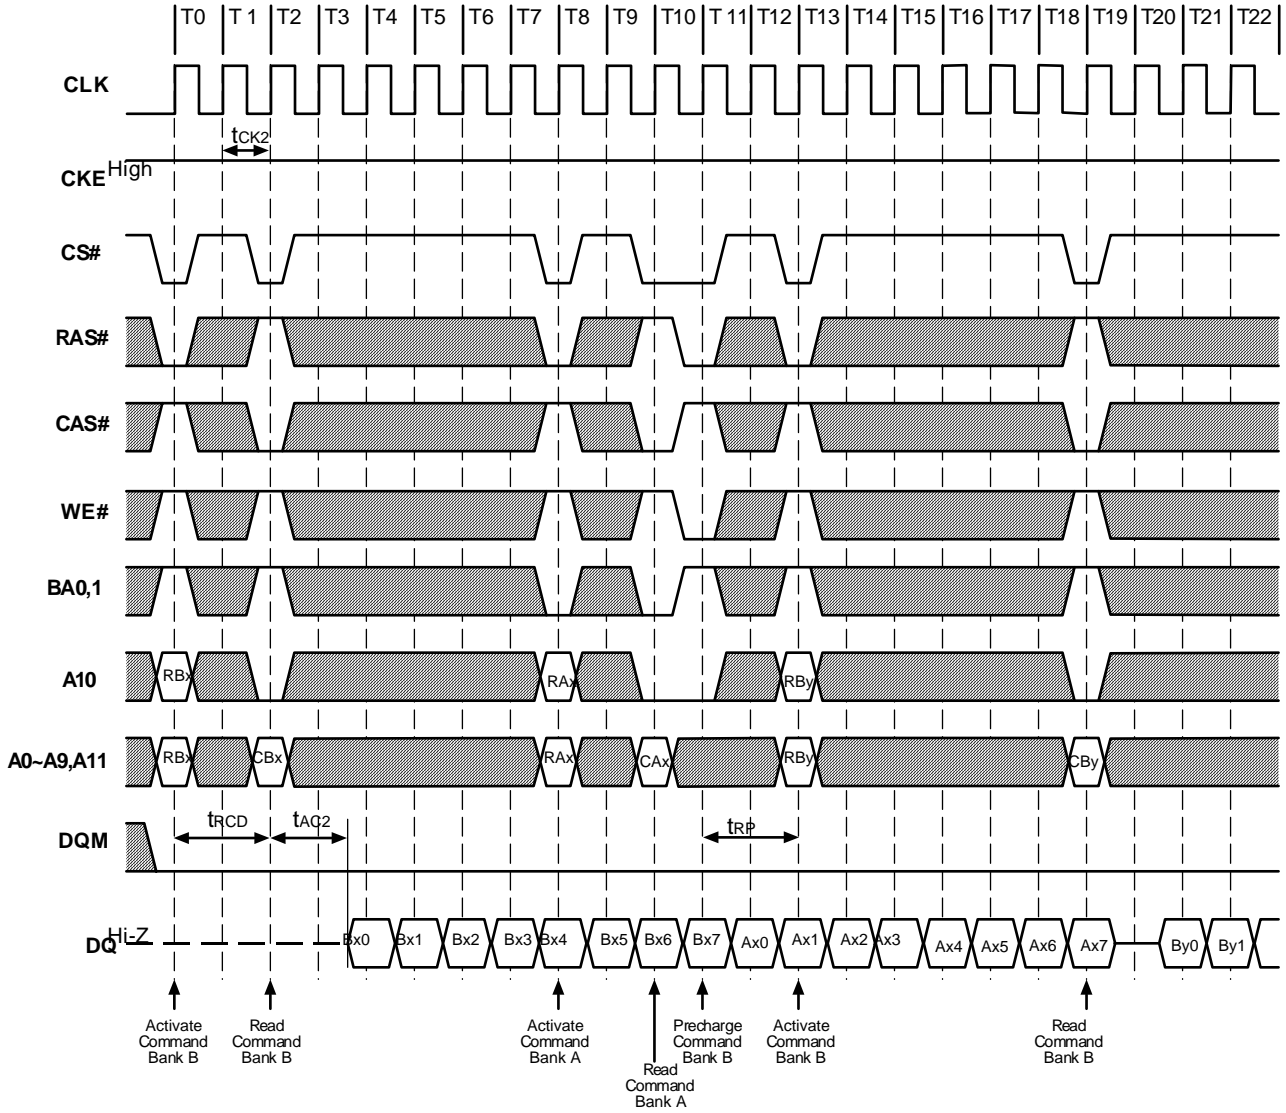 T0 T 1 T2 T3 T4 T5 T6 T7 T8 T9 T10 T 11 T12 T13 T14 T15 T16 T17 T18 T19 T20 T21 T22
CLK
tCK2
CKE High
CS#
RAS#
CAS#
WE#
BA0,1
A10 RBx RAx RBy
A0~A9,A11 RBx CBx RAx CAx RBy CBy
DQM tRCD tAC2 tRP
DQ Hi-Z Bx0 Bx1 Bx2 Bx3 Bx4 Bx5 Bx6 Bx7 Ax0 Ax1 Ax2 Ax3 Ax4 Ax5 Ax6 Ax7 By0 By1
Activate
Command
Bank B
Read
Command
Bank B
Activate
Command
Bank A
Read
Command
Bank A
Precharge
Command
Bank B
Activate
Command
Bank B
Read
Command
Bank B